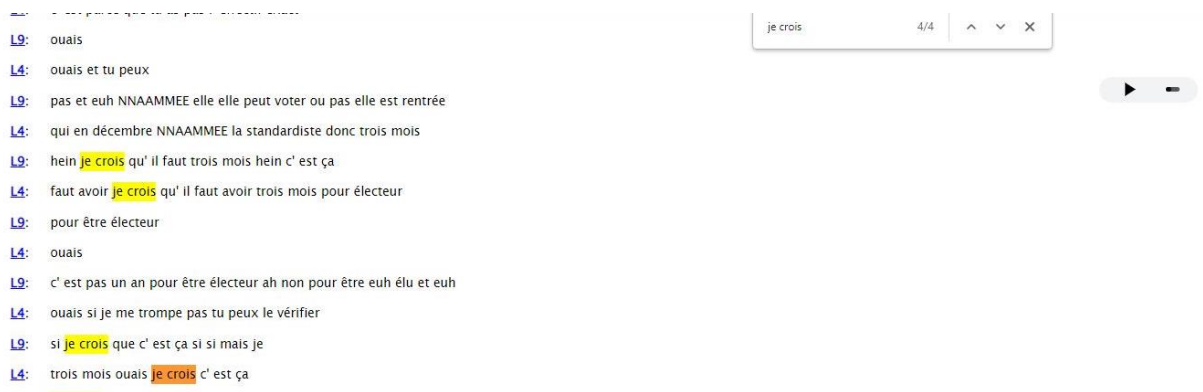 je crois 4/4
L9: ouais
L4: ouais et tu peux
L9: pas et euh NNAAMMEE elle elle peut voter ou pas elle est rentrée
L4: qui en décembre NNAAMMEE la standardiste donc trois mois
L9: hein je crois qu' il faut trois mois hein c' est ça
L4: faut avoir je crois qu' il faut avoir trois mois pour électeur
L9: pour être électeur
L4: ouais
L9: c' est pas un an pour être électeur ah non pour être euh élu et euh
L4: ouais si je me trompe pas tu peux le vérifier
L9: si je crois que c' est ça si si mais je
L4: trois mois ouais je crois c' est ça